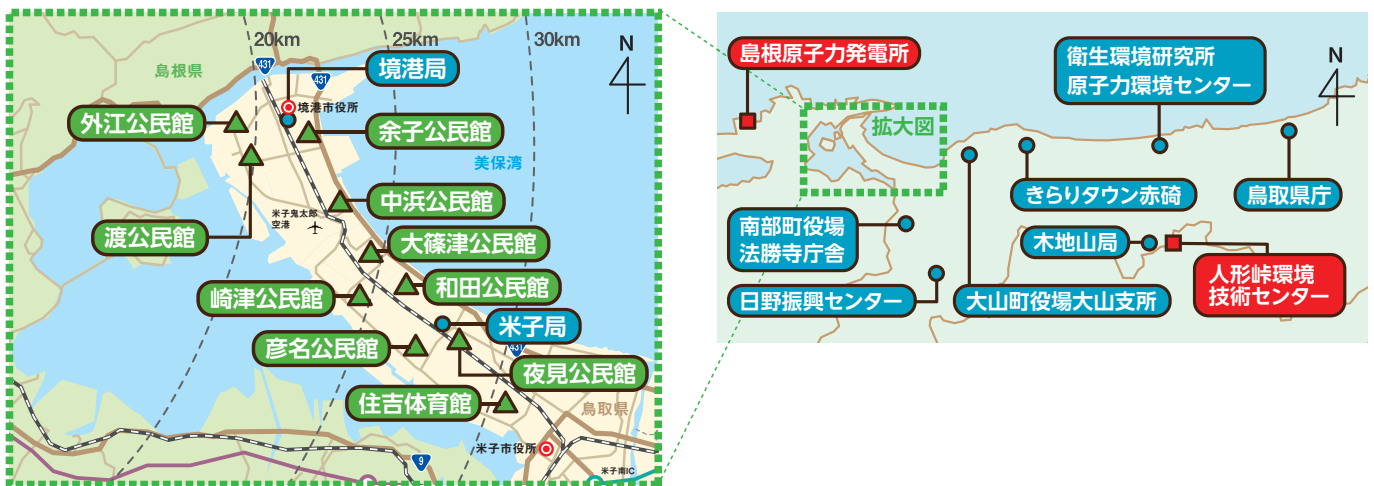 20km
25km
30km
N
島根県
431
境港局
431
境港市役所
外江公民館
余子公民館
美保湾
中浜公民館
米子鬼太郎
空港
渡公民館
大篠津公民館
和田公民館
崎津公民館
米子局
彦名公民館
431
夜見公民館
住吉体育館
鳥取県
米子市役所
9
米子南IC
島根原子力発電所
衛生環境研究所
原子力環境センター
N
拡大図
きらりタウン赤碕
鳥取県庁
南部町役場
法勝寺庁舎
木地山局
人形峠環境
技術センター
日野振興センター
大山町役場大山支所